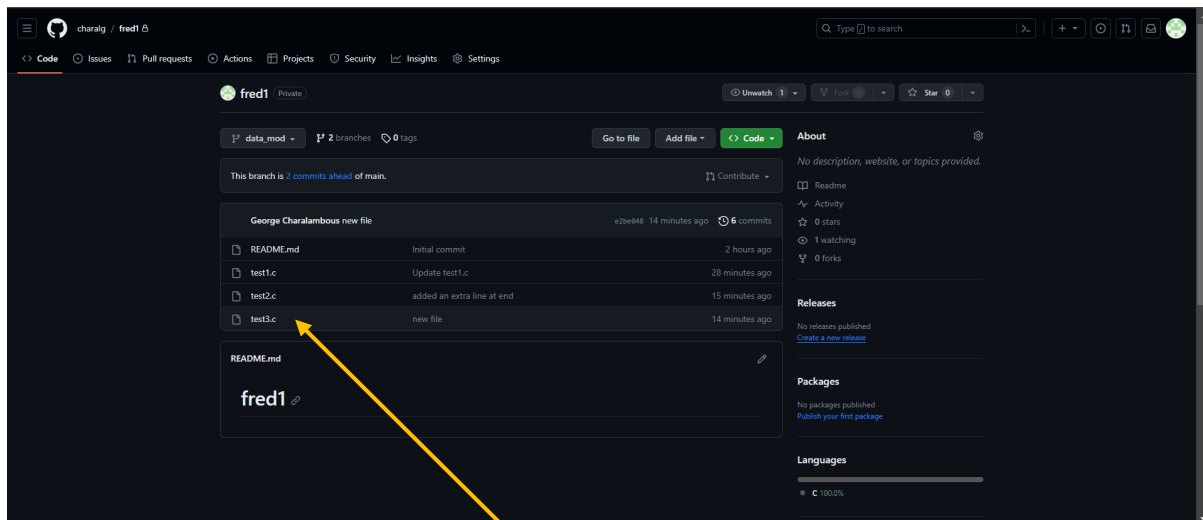 charalg / fred1
Type / to search
Code Issues Pull requests Actions Projects Security Insights Settings
fred1 Private
Unwatch 1 Fork 0 Star 0
data_mod 2 branches 0 tags Go to file Add file Code
This branch is 2 commits ahead of main. Contribute
George Charalambous new file e2be048 14 minutes ago 6 commits
README.md Initial commit 2 hours ago
test1.c Update test1.c 28 minutes ago
test2.c added an extra line at end 15 minutes ago
test3.c new file 14 minutes ago
README.md
fred1
About
No description, website, or topics provided.
Readme
Activity
0 stars
1 watching
0 forks
Releases
No releases published
Create a new release
Packages
No packages published
Publish your first package
Languages
C 100.0%